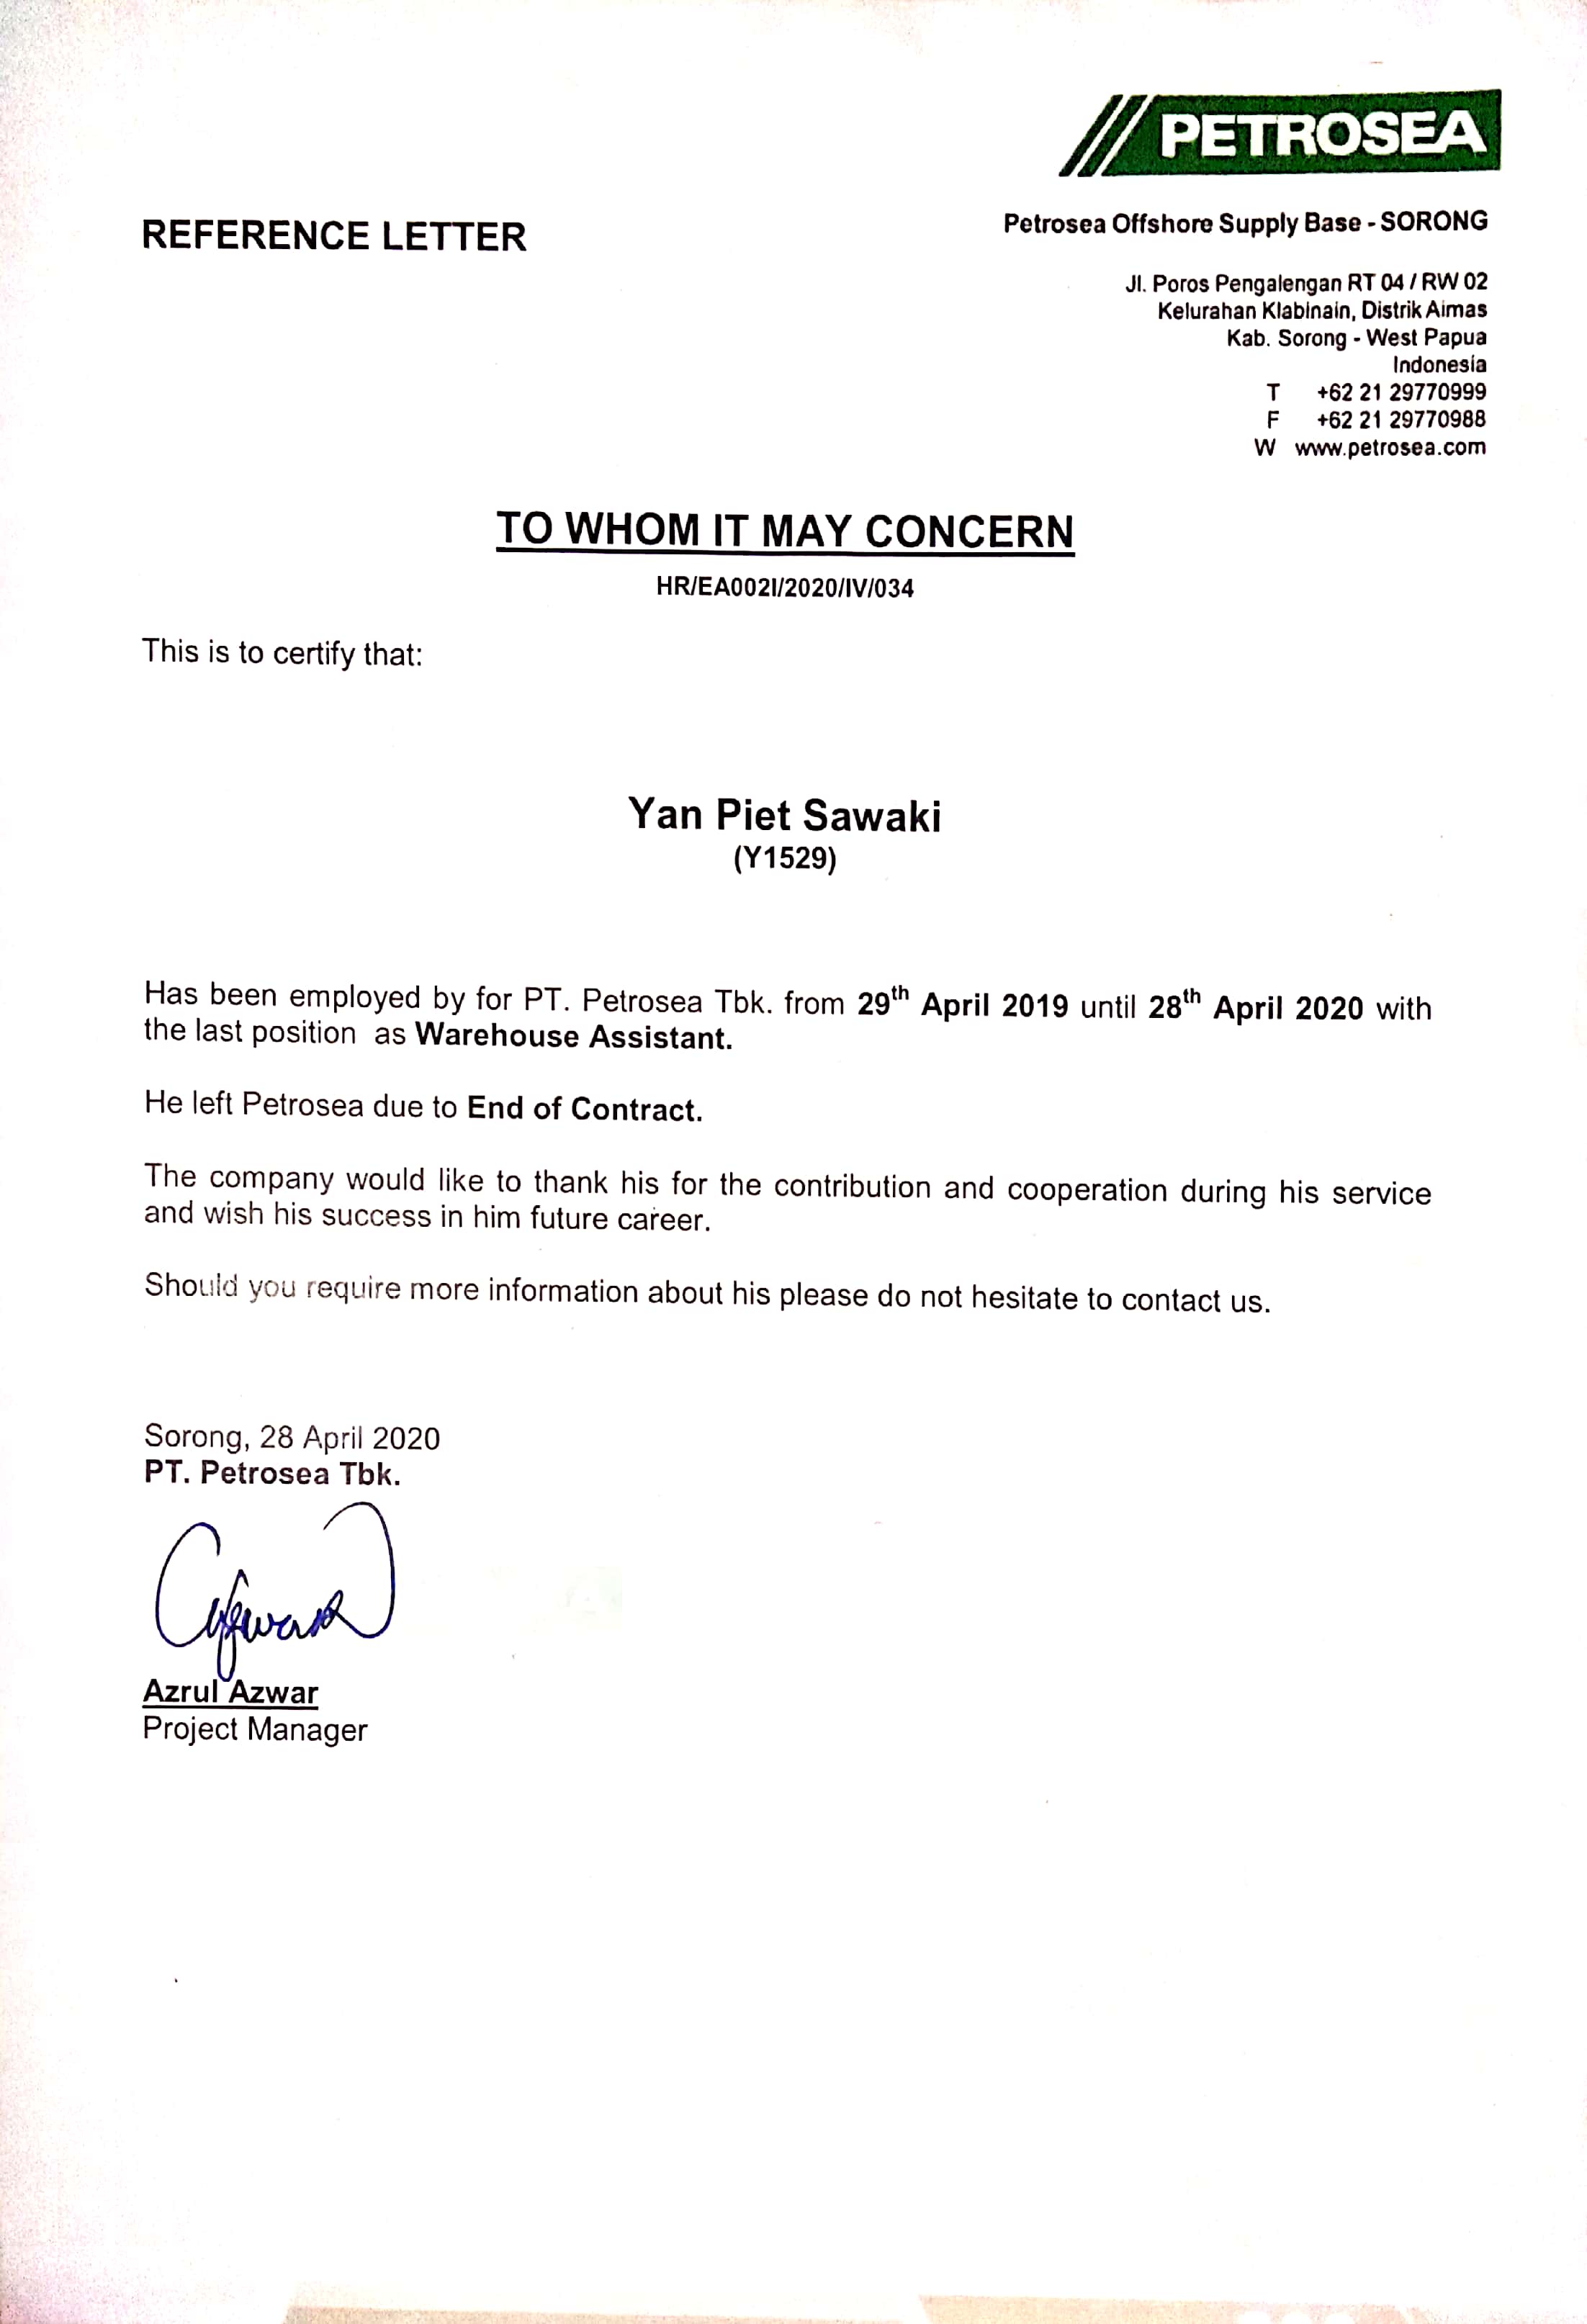 PETROSEA
REFERENCE LETTER
Petrosea Offshore Supply Base - SORONG
Jl. Poros Pengalengan RT 04 / RW 02
Kelurahan Klabinain, Distrik Aimas
Kab. Sorong - West Papua
Indonesia
T +62 21 29770999
F +62 21 29770988
W www.petrosea.com
TO WHOM IT MAY CONCERN
HR/EA002I/2020/IV/034
This is to certify that:
Yan Piet Sawaki
(Y1529)
Has been employed by for PT. Petrosea Tbk. from 29th April 2019 until 28th April 2020 with
the last position as Warehouse Assistant.
He left Petrosea due to End of Contract.
The company would like to thank his for the contribution and cooperation during his service
and wish his success in him future career.
Should you require more information about his please do not hesitate to contact us.
Sorong, 28 April 2020
PT. Petrosea Tbk.
Azrul Azwar
Project Manager